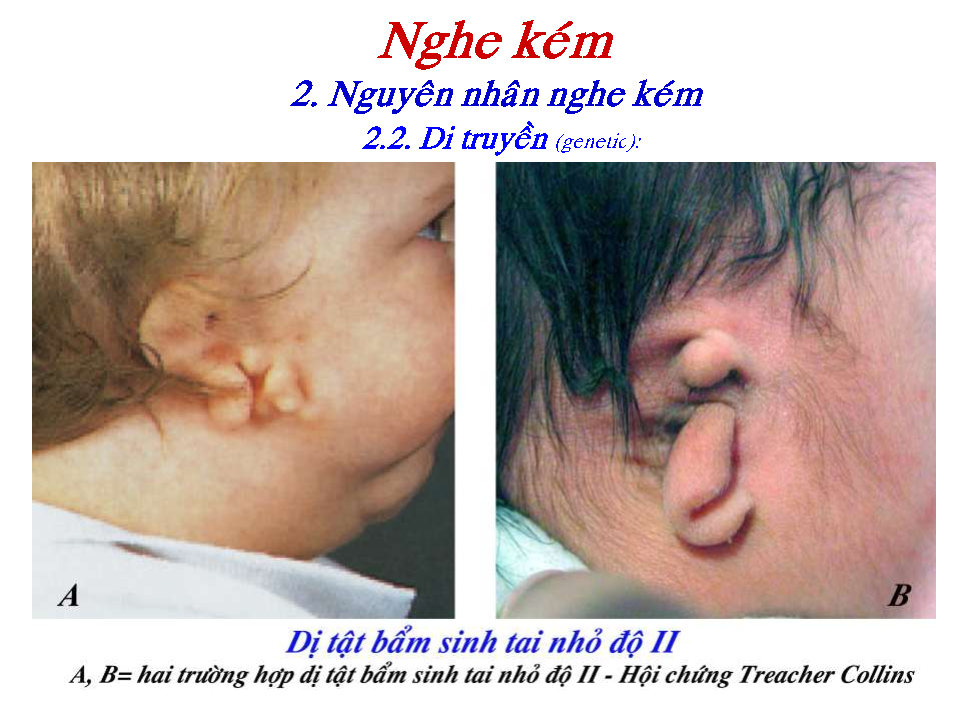 Nghe kém
2. Nguyên nhân nghe kém
2.2. Di truyền (genetic):
A
B
Dị tật bẩm sinh tai nhỏ độ II
A, B= hai trường hợp dị tật bẩm sinh tai nhỏ độ II - Hội chứng Treacher Collins